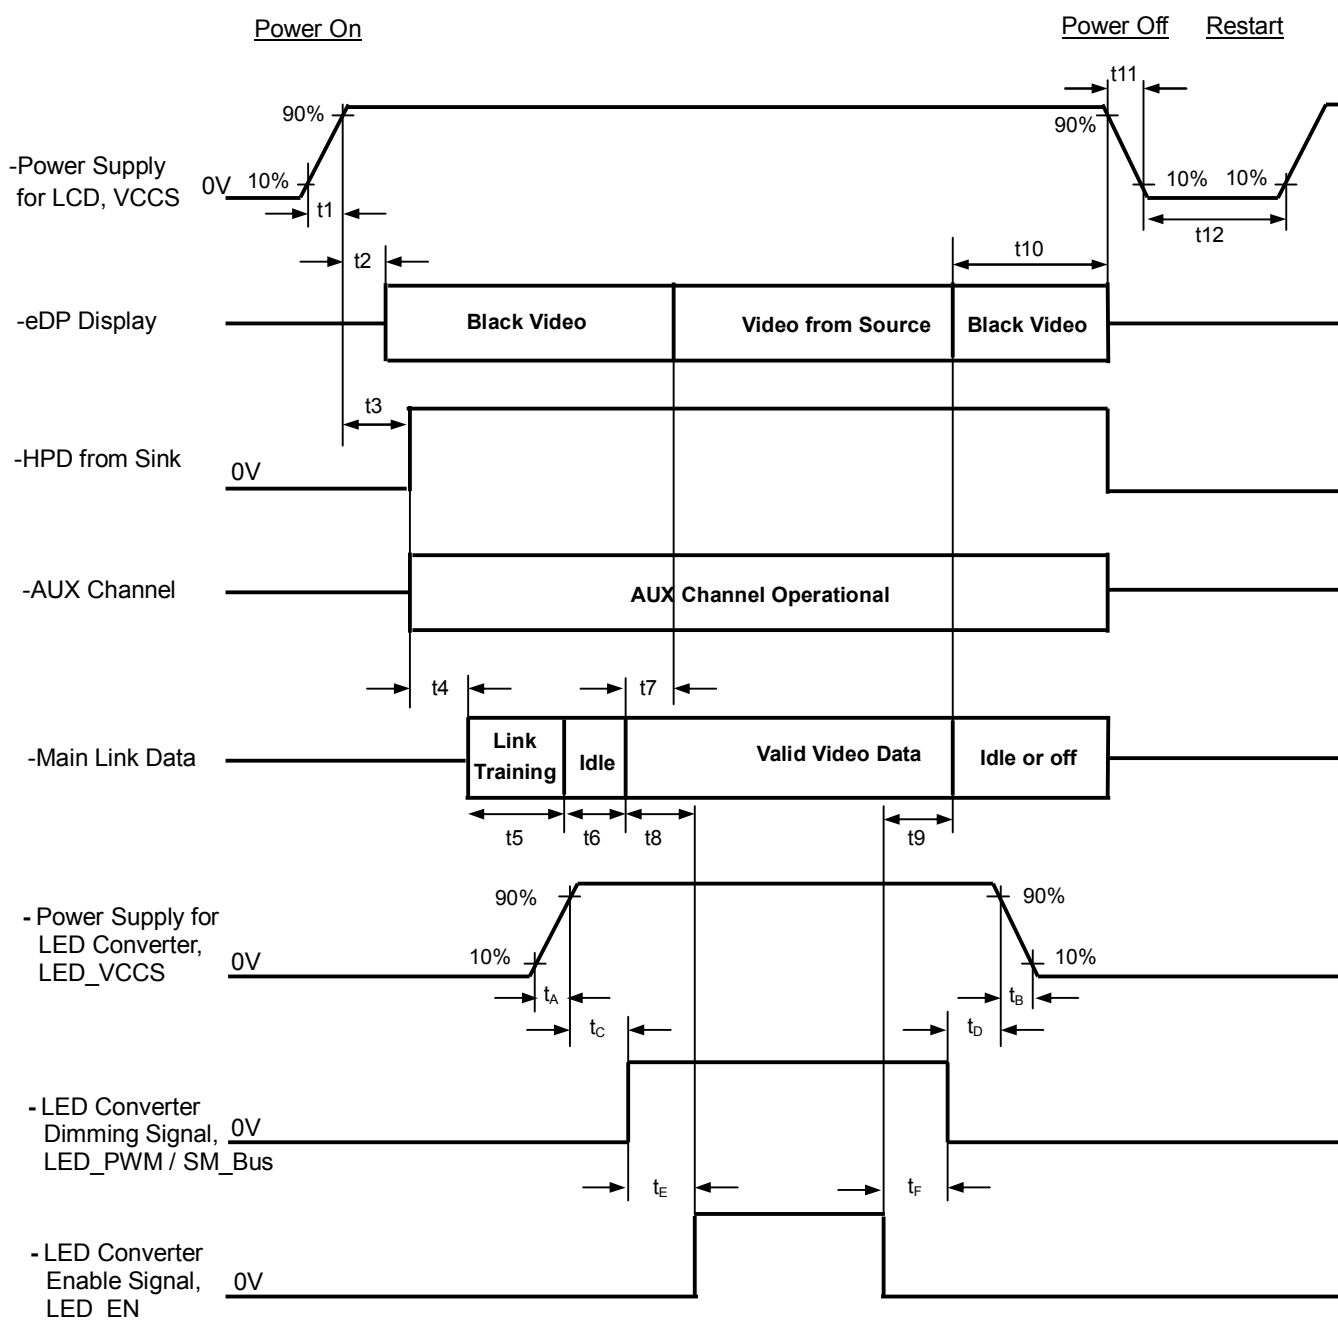 Power On
Power Off Restart
t11
90%
90%
-Power Supply
for LCD, VCCS
0V
10%
10%
10%
t1
t12
t2
t10
-eDP Display
Black Video
Video from Source
Black Video
t3
-HPD from Sink
0V
-AUX Channel
AUX Channel Operational
t4
t7
-Main Link Data
Link
Training
Idle
Valid Video Data
Idle or off
t5
t6
t8
t9
90%
90%
- Power Supply for
LED Converter,
LED_VCCS
0V
10%
10%
tA
tB
tC
tD
- LED Converter
Dimming Signal,
LED_PWM / SM_Bus
0V
tE
tF
- LED Converter
Enable Signal,
LED_EN
0V